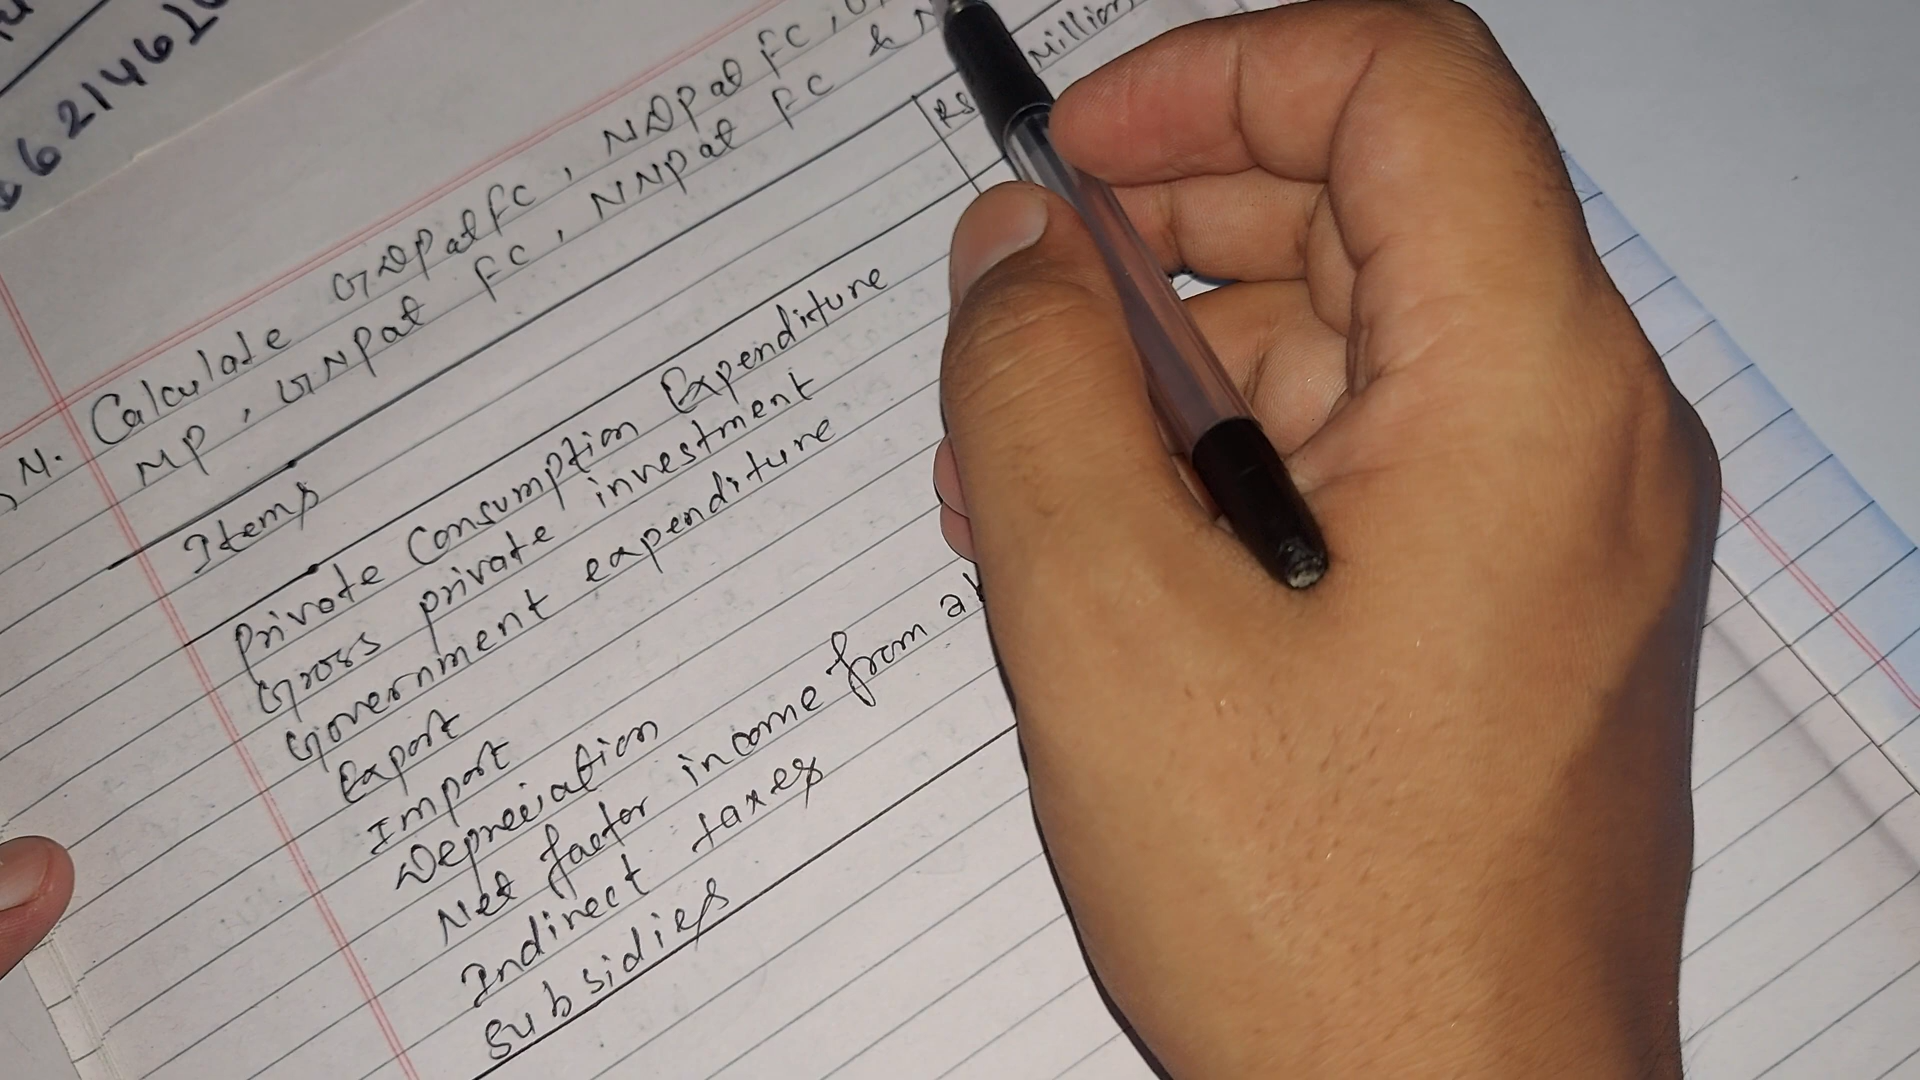 6214620
N. Calculate GDP at FC, NDP at FC,
MP, GNP at FC, NNP at FC &
Items Rs Million
Private Consumption Expenditure
Gross private investment
Government expenditure
Export
Import
Depreciation
Net factor income from
Indirect taxes
Subsidies